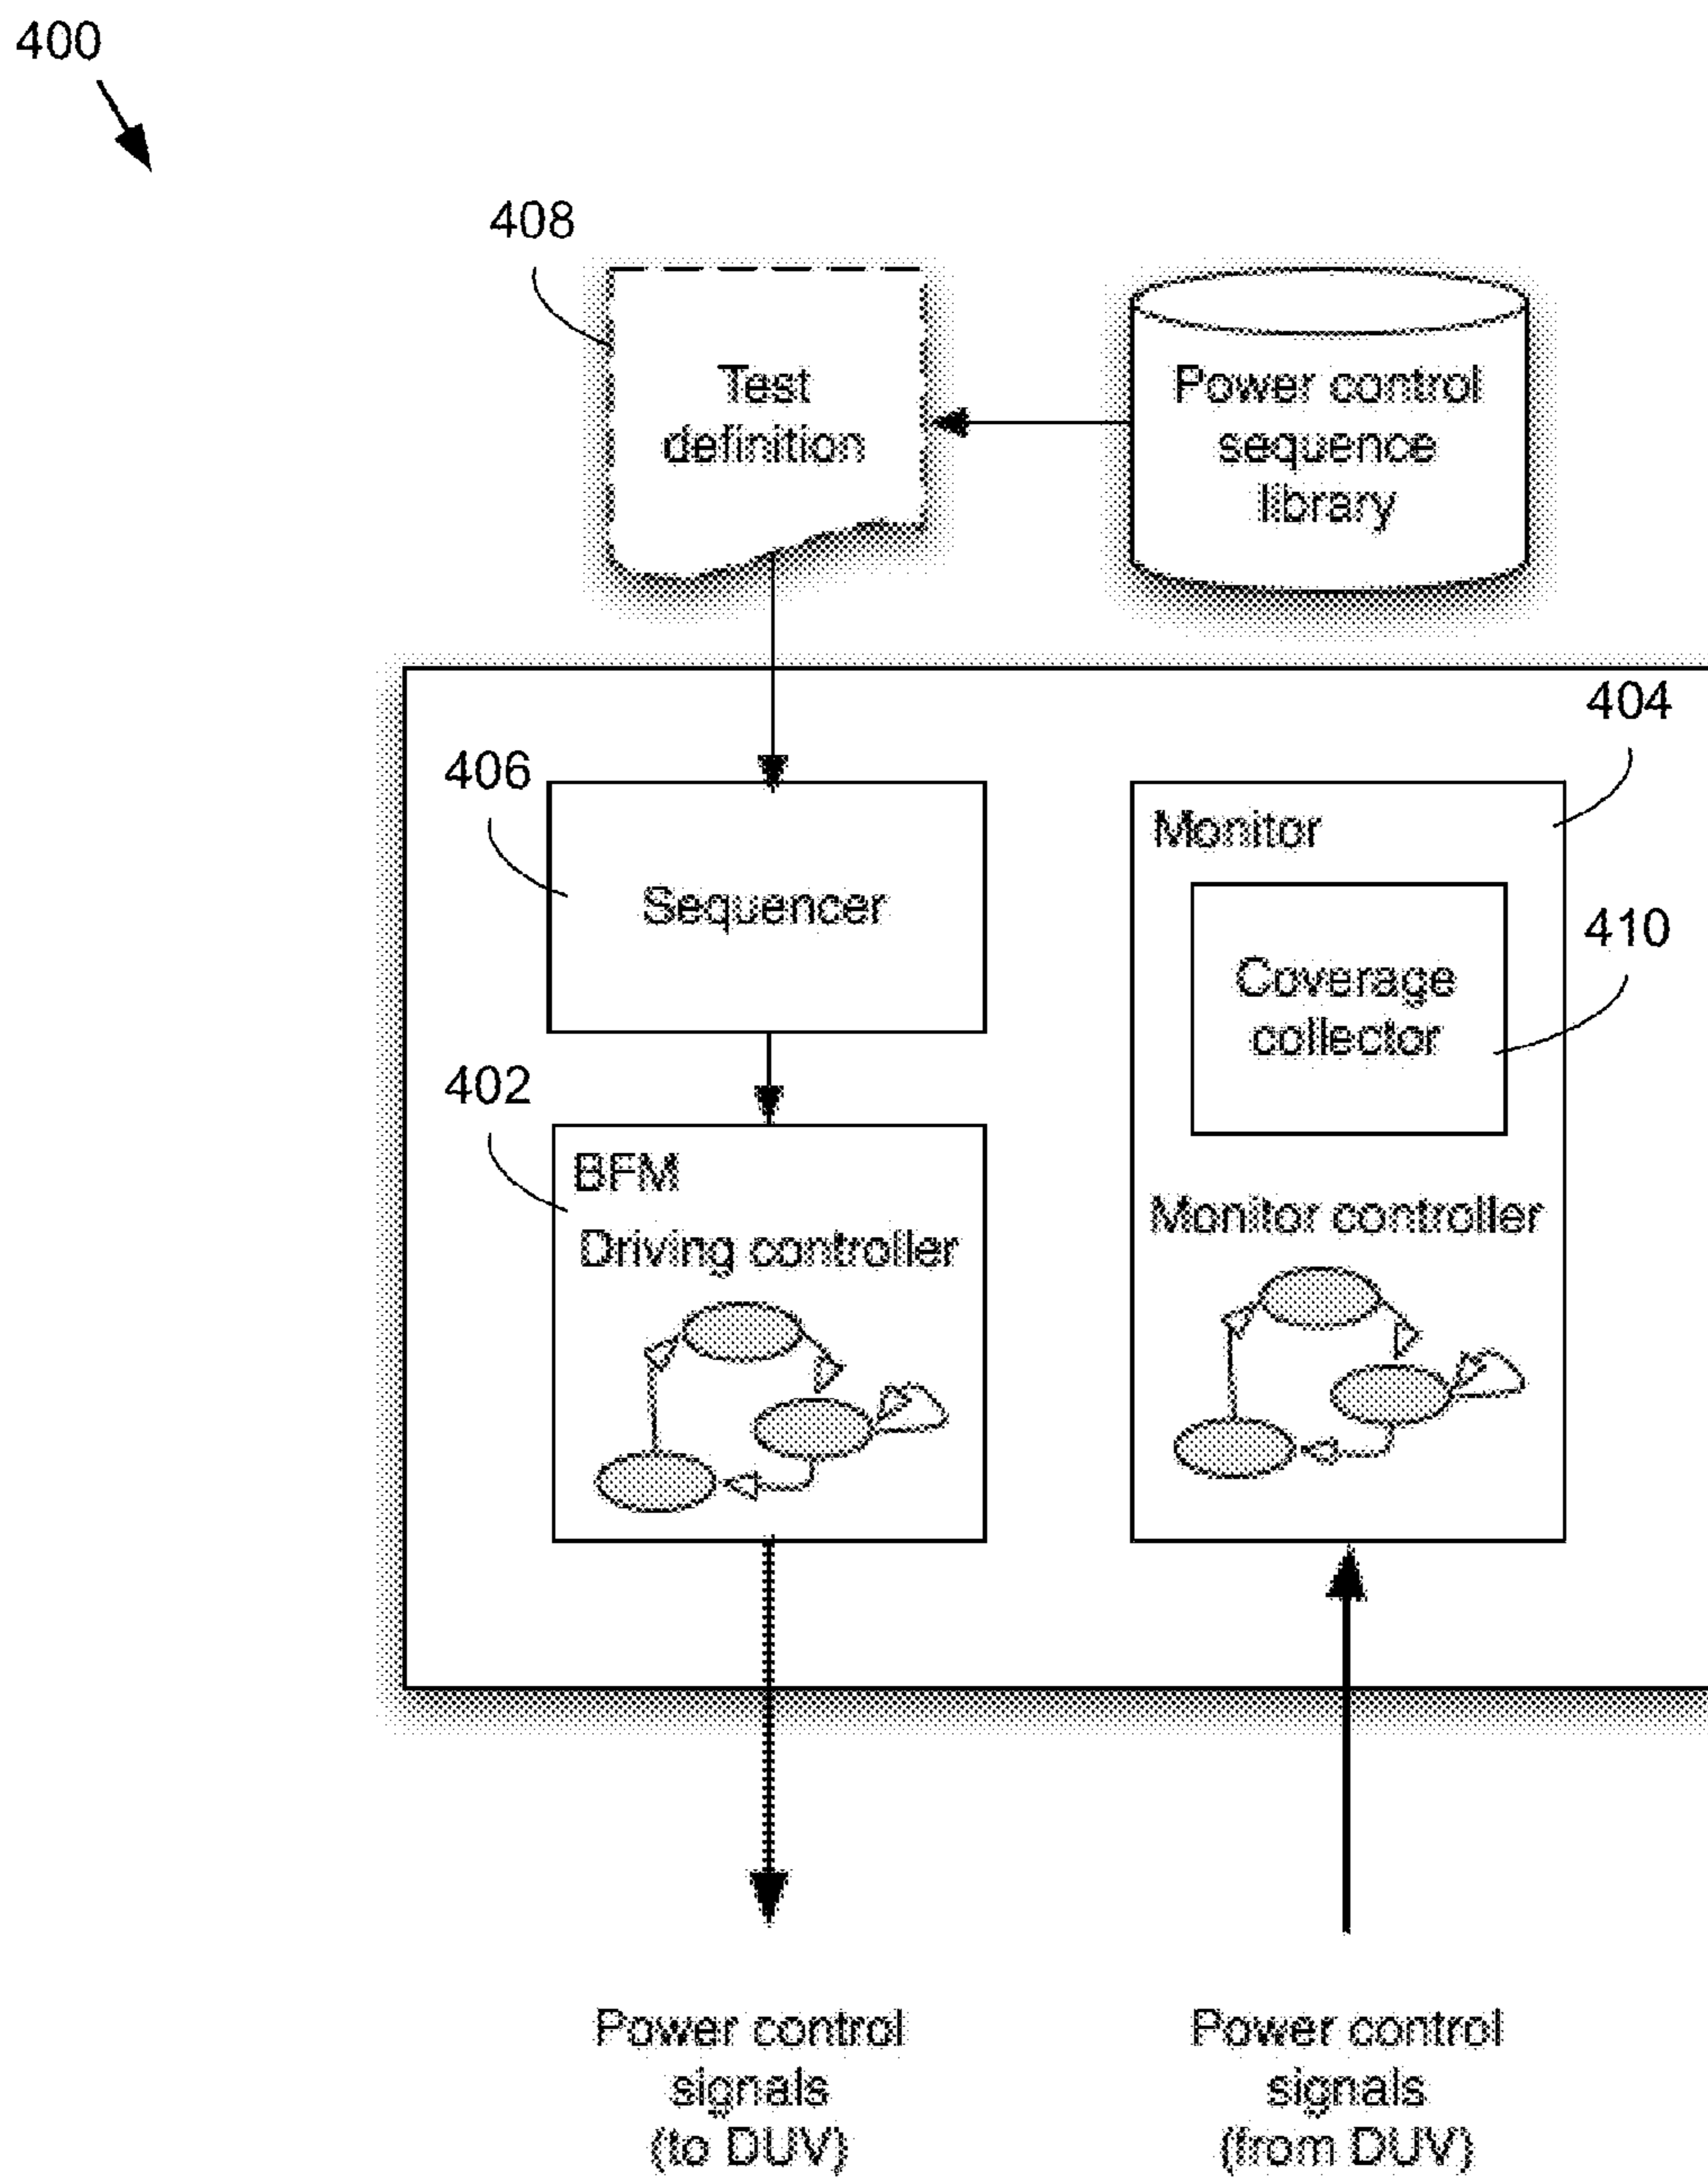 400
408
Test
definition
Power control
sequence
library
404
406
Sequencer
Monitor
410
Coverage
collector
402
BFM
Driving controller
Monitor controller
Power control
signals
(to DUV)
Power control
signals
(from DUV)